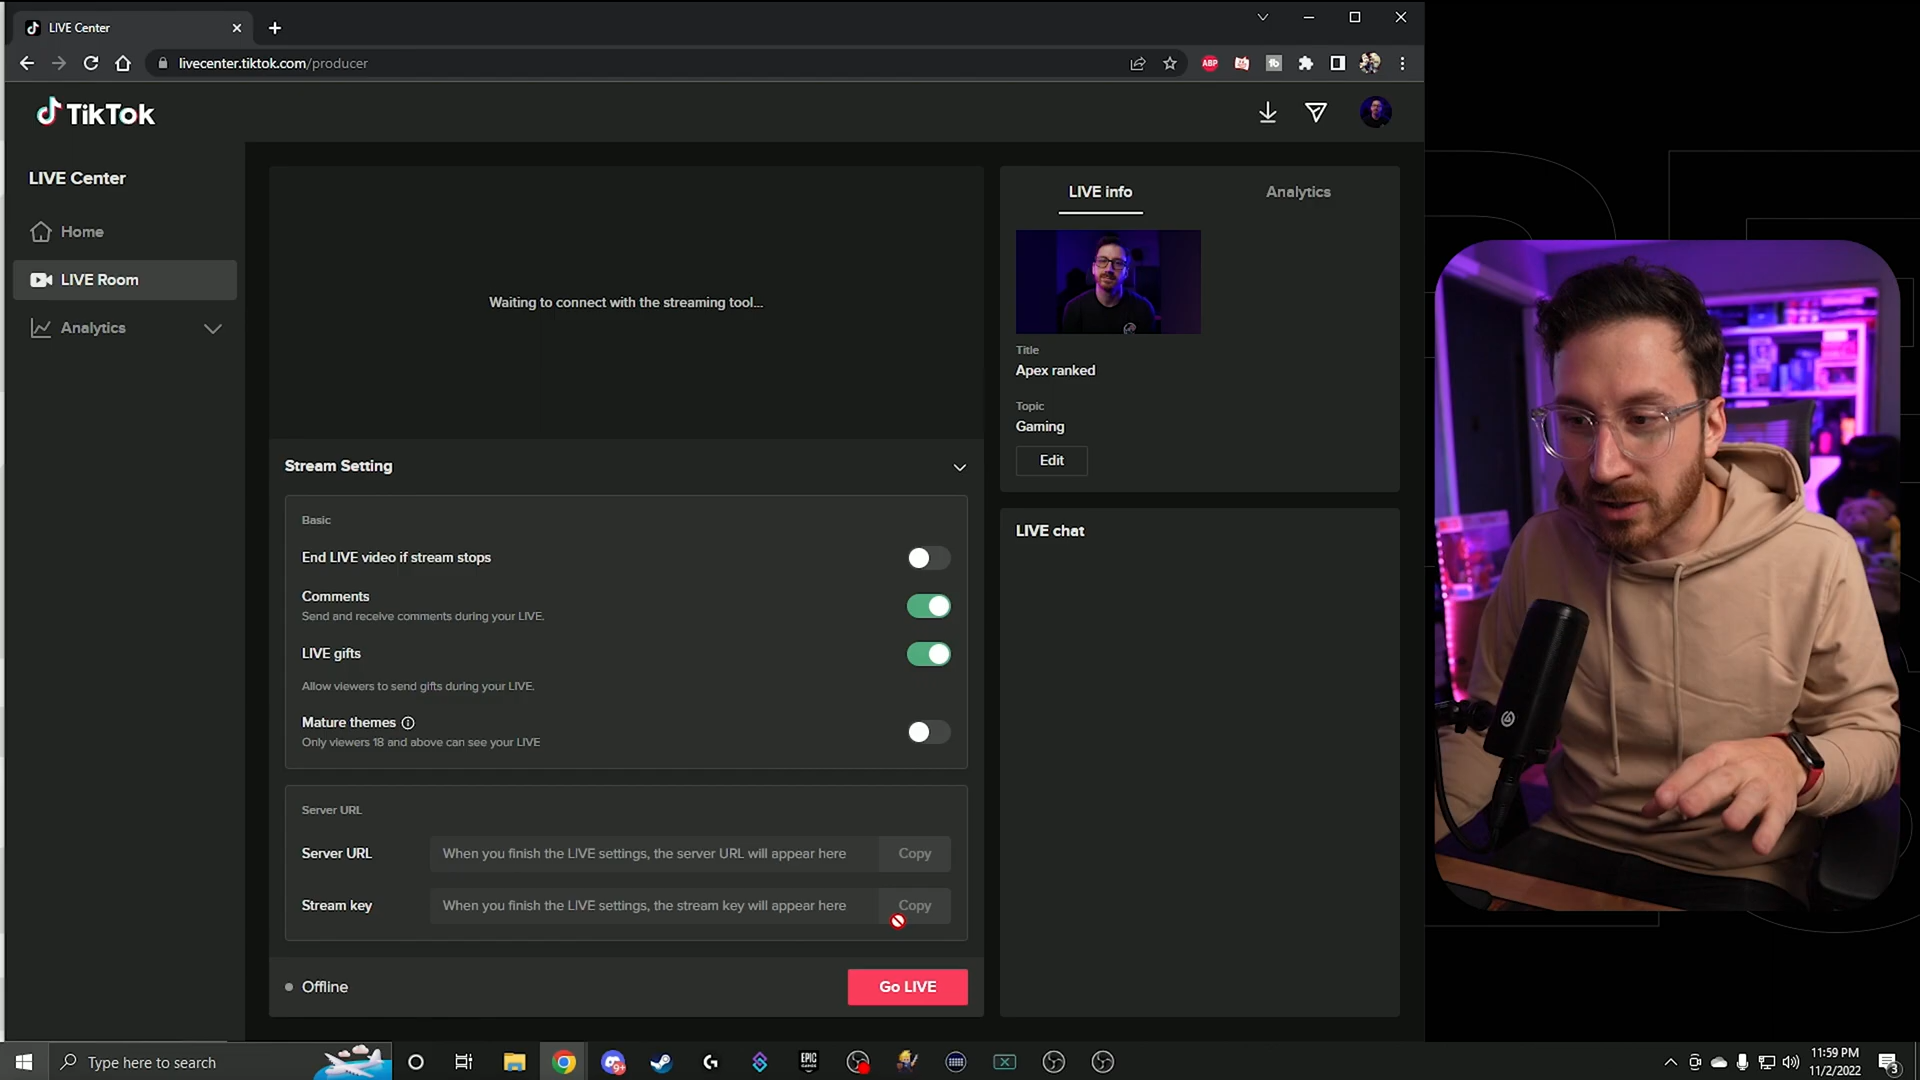 LIVE Center
livecenter.tiktok.com/producer
ABP
TikTok
LIVE Center
Home
LIVE Room
Analytics
Waiting to connect with the streaming tool...
LIVE info
Analytics
Title
Apex ranked
Topic
Gaming
Edit
LIVE chat
Stream Setting
Basic
End LIVE video if stream stops
Comments
Send and receive comments during your LIVE.
LIVE gifts
Allow viewers to send gifts during your LIVE.
Mature themes
Only viewers 18 and above can see your LIVE
Server URL
Server URL
When you finish the LIVE settings, the server URL will appear here
Copy
Stream key
When you finish the LIVE settings, the stream key will appear here
Copy
Offline
Go LIVE
Type here to search
9+
EPIC GAMES
11:59 PM
11/2/2022
3